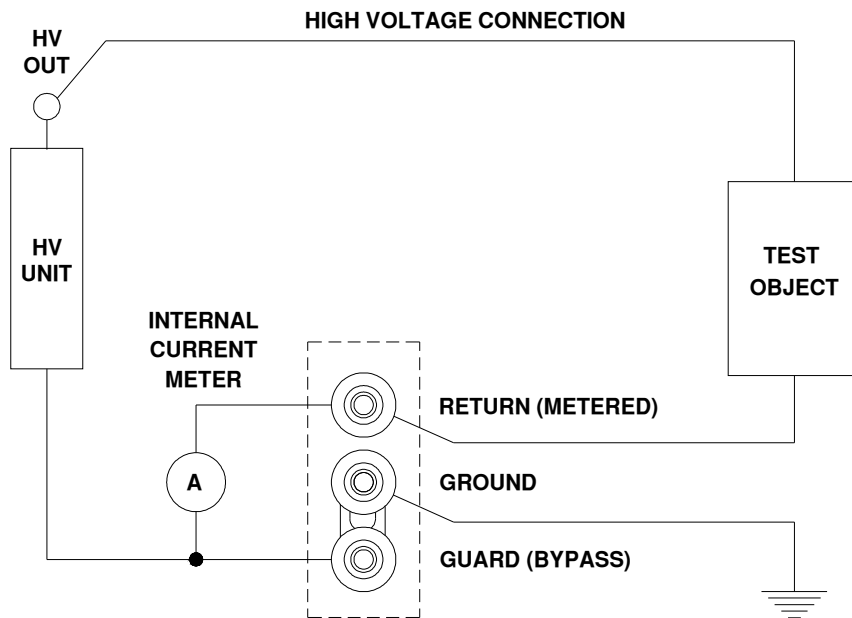 HIGH VOLTAGE CONNECTION
HV
OUT
HV
UNIT
TEST
OBJECT
INTERNAL
CURRENT
METER
RETURN (METERED)
A
GROUND
GUARD (BYPASS)